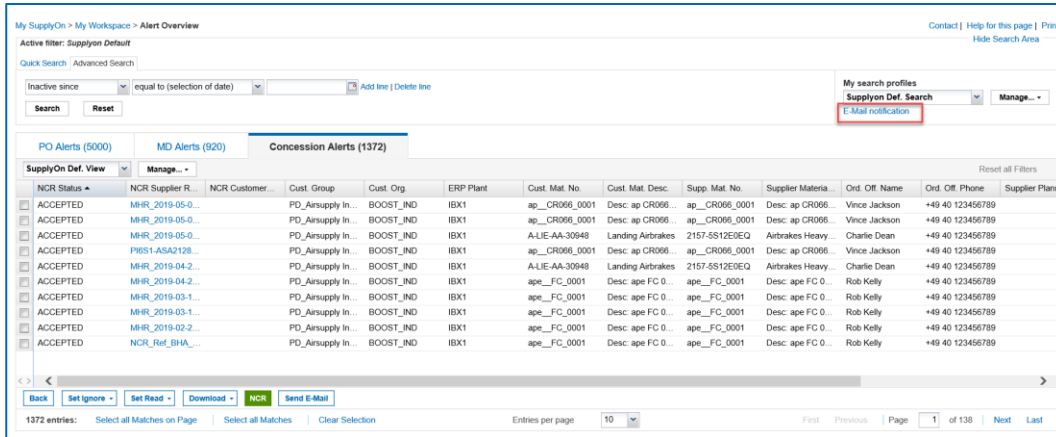 My SupplyOn > My Workspace > Alert Overview
Contact | Help for this page | Prin
Active filter: Supplyon Default
Hide Search Area
Quick Search Advanced Search
Inactive since equal to (selection of date) Add line | Delete line
My search profiles
Supplyon Def. Search Manage...
Search Reset
E-Mail notification
PO Alerts (5000) MD Alerts (920) Concession Alerts (1372)
SupplyOn Def. View Manage... Reset all Filters
NCR Status NCR Supplier R... NCR Customer... Cust. Group Cust. Org. ERP Plant Cust. Mat. No. Cust. Mat. Desc. Supp. Mat. No. Supplier Materia... Ord. Off. Name Ord. Off. Phone Supplier Plan
ACCEPTED MHR_2019-05-0... PD_Airsupply In... BOOST_IND IBX1 ap__CR066_0001 Desc: ap CR066... ap__CR066_0001 Desc: ap CR066... Vince Jackson +49 40 123456789
ACCEPTED MHR_2019-05-0... PD_Airsupply In... BOOST_IND IBX1 ap__CR066_0001 Desc: ap CR066... ap__CR066_0001 Desc: ap CR066... Vince Jackson +49 40 123456789
ACCEPTED MHR_2019-05-0... PD_Airsupply In... BOOST_IND IBX1 A-LIE-AA-30948 Landing Airbrakes 2157-5S12E0EQ Airbrakes Heavy... Charlie Dean +49 40 123456789
ACCEPTED PI6S1-ASA2128... PD_Airsupply In... BOOST_IND IBX1 ap__CR066_0001 Desc: ap CR066... ap__CR066_0001 Desc: ap CR066... Vince Jackson +49 40 123456789
ACCEPTED MHR_2019-04-2... PD_Airsupply In... BOOST_IND IBX1 A-LIE-AA-30948 Landing Airbrakes 2157-5S12E0EQ Airbrakes Heavy... Charlie Dean +49 40 123456789
ACCEPTED MHR_2019-04-2... PD_Airsupply In... BOOST_IND IBX1 ape__FC_0001 Desc: ape FC 0... ape__FC_0001 Desc: ape FC 0... Rob Kelly +49 40 123456789
ACCEPTED MHR_2019-03-1... PD_Airsupply In... BOOST_IND IBX1 ape__FC_0001 Desc: ape FC 0... ape__FC_0001 Desc: ape FC 0... Rob Kelly +49 40 123456789
ACCEPTED MHR_2019-03-1... PD_Airsupply In... BOOST_IND IBX1 ape__FC_0001 Desc: ape FC 0... ape__FC_0001 Desc: ape FC 0... Rob Kelly +49 40 123456789
ACCEPTED MHR_2019-02-2... PD_Airsupply In... BOOST_IND IBX1 ape__FC_0001 Desc: ape FC 0... ape__FC_0001 Desc: ape FC 0... Rob Kelly +49 40 123456789
ACCEPTED NCR_Ref_BHA_... PD_Airsupply In... BOOST_IND IBX1 ape__FC_0001 Desc: ape FC 0... ape__FC_0001 Desc: ape FC 0... Rob Kelly +49 40 123456789
Back Set Ignore Set Read Download NCR Send E-Mail
1372 entries: Select all Matches on Page Select all Matches Clear Selection Entries per page 10 First Previous Page 1 of 138 Next Last